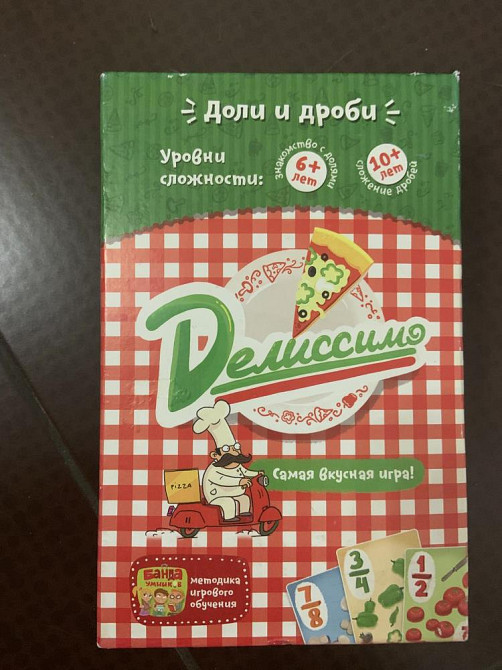 Доли и дроби
Уровни
сложности:
знакомство с долями
6+
лет
10+
лет
сложение дробей
Делиссимо
PIZZA
Самая вкусная игра!
БАНДА
УМНИКОВ
методика
игрового
обучения
7/8
3/4
1/2